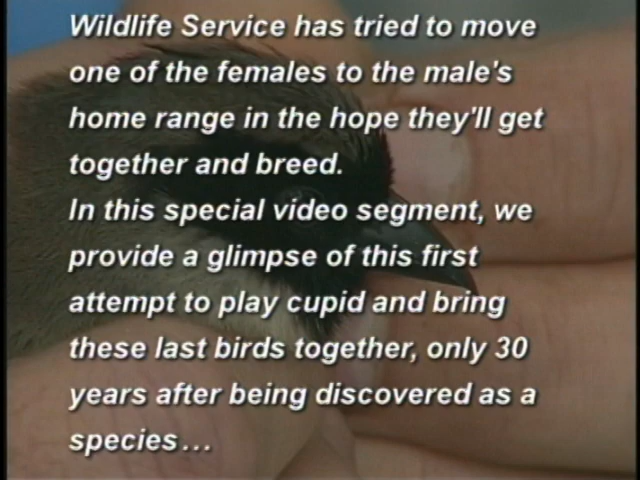 Wildlife Service has tried to move
one of the females to the male's
home range in the hope they'll get
together and breed.
In this special video segment, we
provide a glimpse of this first
attempt to play cupid and bring
these last birds together, only 30
years after being discovered as a
species...